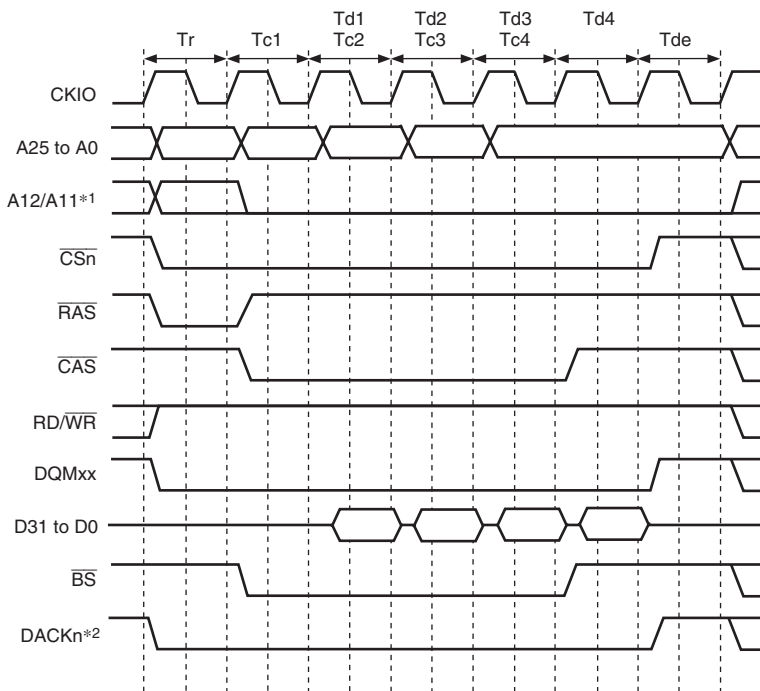 Td1 Td2 Td3 Td4
Tr Tc1 Tc2 Tc3 Tc4 Tde
CKIO
A25 to A0
A12/A11*1
CSn
RAS
CAS
RD/WR
DQMxx
D31 to D0
BS
DACKn*2